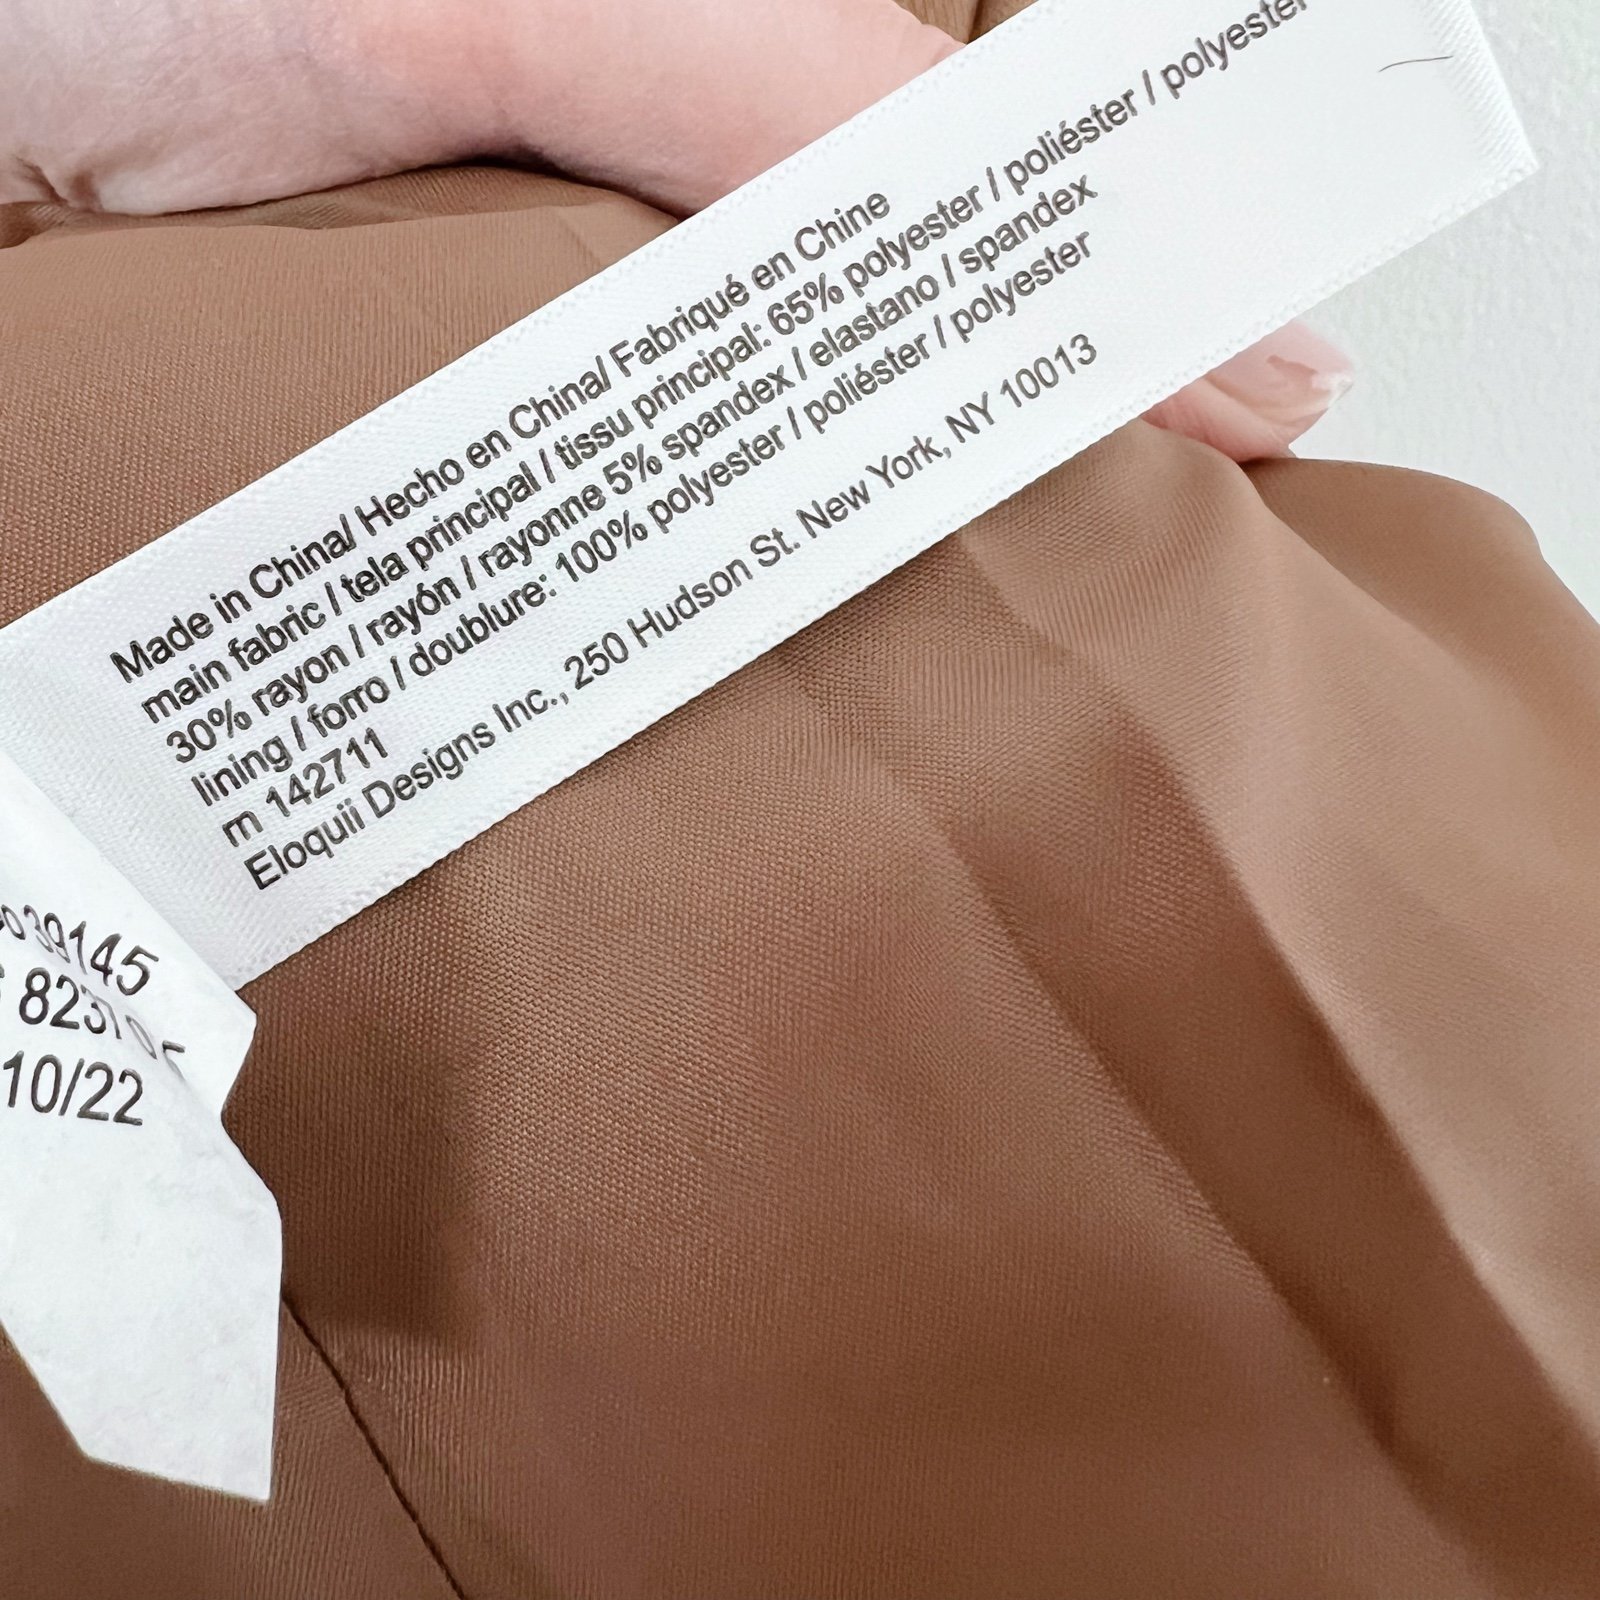 Made in China/ Hecho en China/ Fabriqué en Chine
main fabric / tela principal / tissu principal: 65% polyester / poliéster / polyester
30% rayon / rayón / rayonne 5% spandex / elastano / spandex
lining / forro / doublure: 100% polyester / poliéster / polyester
rn 142711
Eloquii Designs Inc., 250 Hudson St. New York, NY 10013
39145
10/22